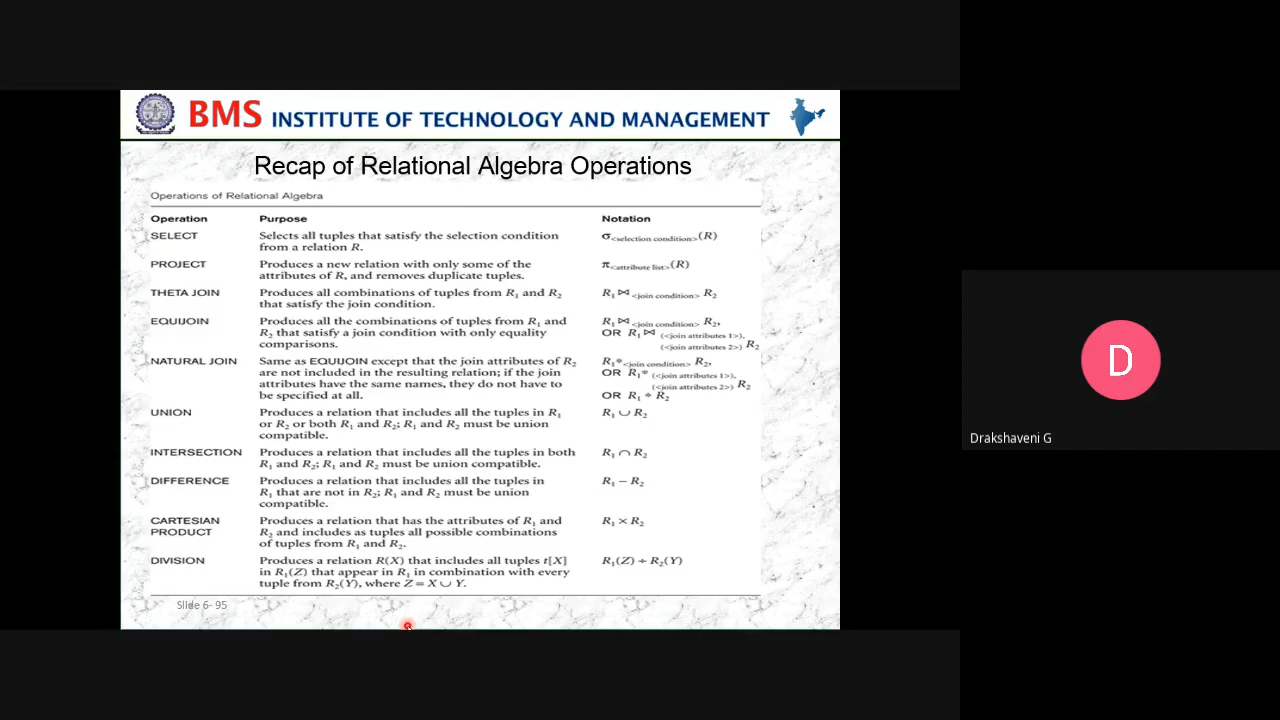 BMS INSTITUTE OF TECHNOLOGY AND MANAGEMENT
Recap of Relational Algebra Operations
Operations of Relational Algebra
Operation Purpose Notation
SELECT Selects all tuples that satisfy the selection condition σ<selection condition>(R)
from a relation R.
PROJECT Produces a new relation with only some of the π<attribute list>(R)
attributes of R, and removes duplicate tuples.
THETA JOIN Produces all combinations of tuples from R1 and R2 R1⋈<join condition> R2
that satisfy the join condition.
EQUIJOIN Produces all the combinations of tuples from R1 and R1⋈<join condition> R2,
R2 that satisfy a join condition with only equality OR R1⋈ (<join attributes 1>),
comparisons. (<join attributes 2>) R2
NATURAL JOIN Same as EQUIJOIN except that the join attributes of R2 R1*<join condition> R2,
are not included in the resulting relation; if the join OR R1* (<join attributes 1>),
attributes have the same names, they do not have to (<join attributes 2>) R2
be specified at all. OR R1 * R2
UNION Produces a relation that includes all the tuples in R1 R1 ∪ R2
or R2 or both R1 and R2; R1 and R2 must be union
compatible.
INTERSECTION Produces a relation that includes all the tuples in both R1 ∩ R2
R1 and R2; R1 and R2 must be union compatible.
DIFFERENCE Produces a relation that includes all the tuples in R1 − R2
R1 that are not in R2; R1 and R2 must be union
compatible.
CARTESIAN Produces a relation that has the attributes of R1 and R1 × R2
PRODUCT R2 and includes as tuples all possible combinations
of tuples from R1 and R2.
DIVISION Produces a relation R(X) that includes all tuples t[X] R1(Z) ÷ R2(Y)
in R1(Z) that appear in R1 in combination with every
tuple from R2(Y), where Z = X ∪ Y.
Slide 6- 95
D
Drakshaveni G